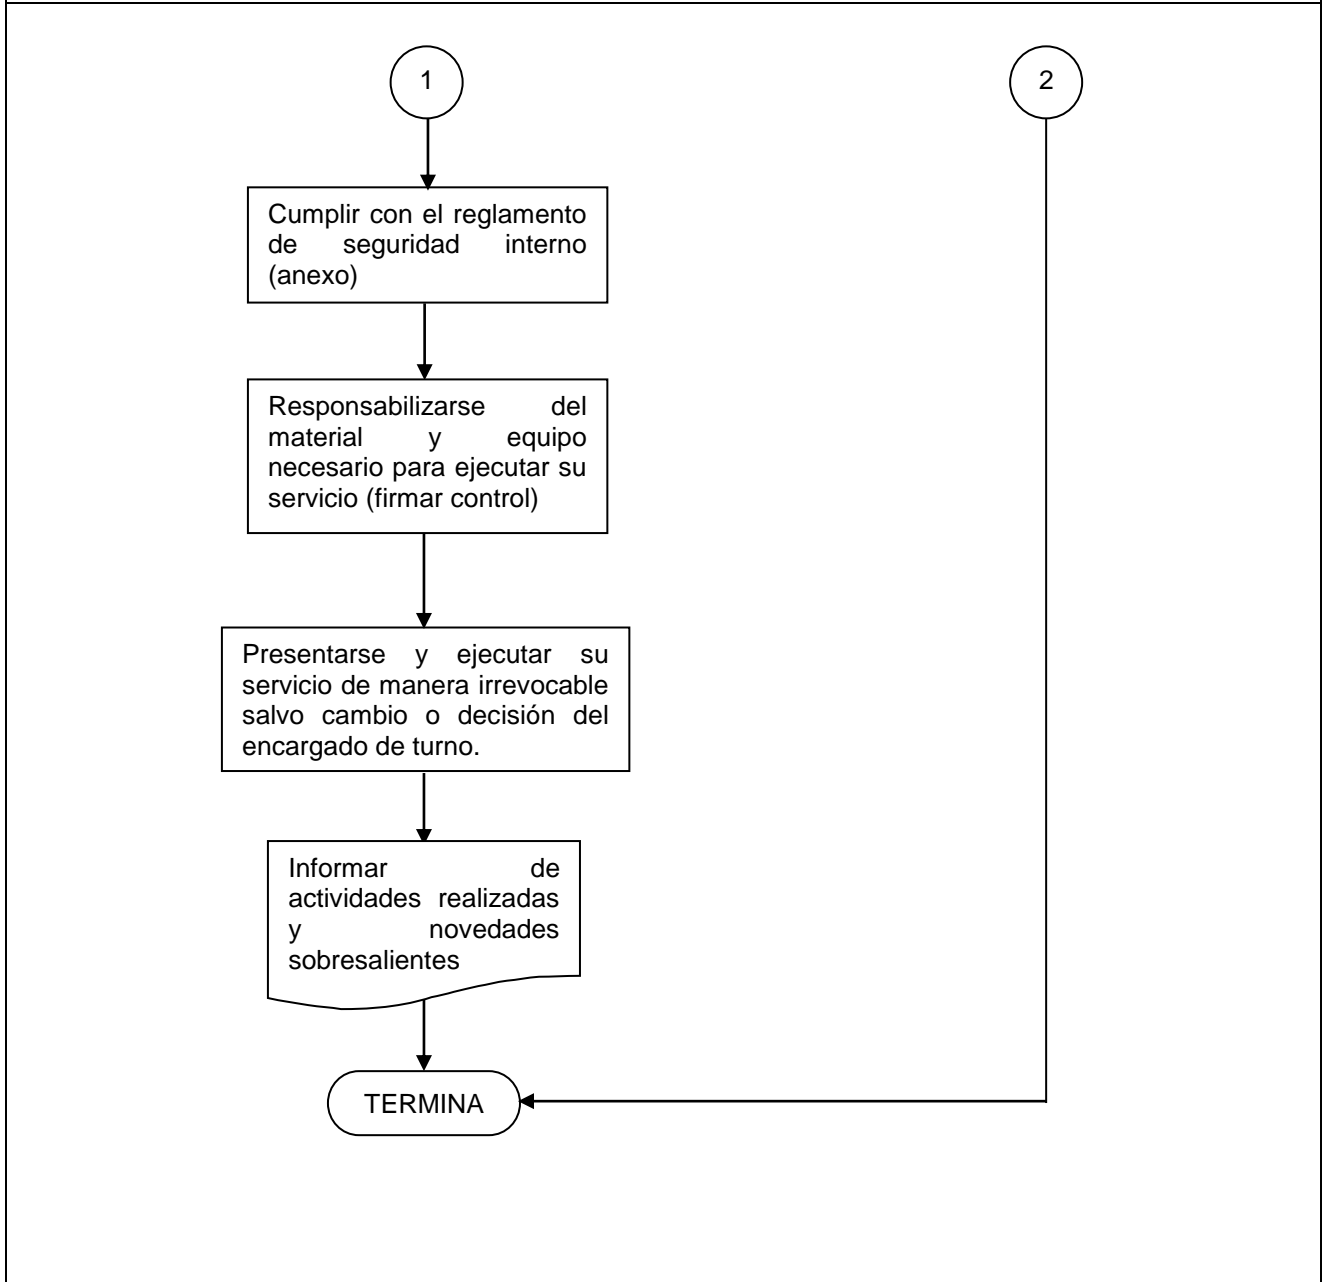 1
2
Cumplir con el reglamento
de seguridad interno
(anexo)
Responsabilizarse del
material y equipo
necesario para ejecutar su
servicio (firmar control)
Presentarse y ejecutar su
servicio de manera irrevocable
salvo cambio o decisión del
encargado de turno.
Informar de
actividades realizadas
y novedades
sobresalientes
TERMINA